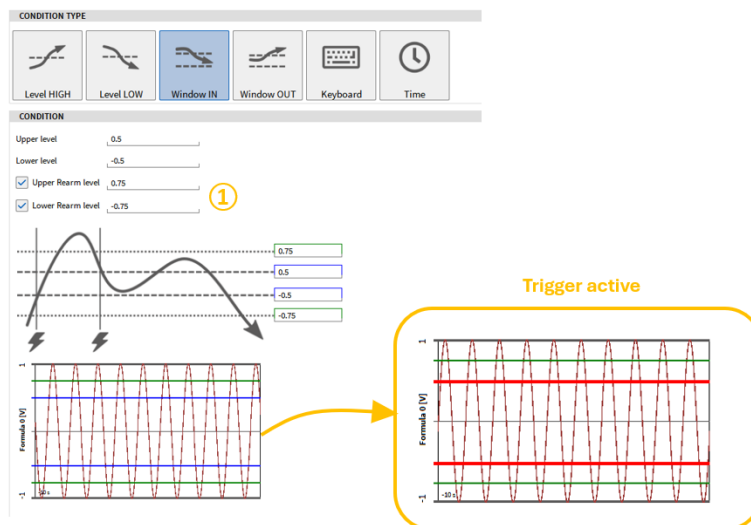 CONDITION TYPE
Level HIGH
Level LOW
Window IN
Window OUT
Keyboard
Time
CONDITION
Upper level 0.5
Lower level -0.5
Upper Rearm level 0.75
Lower Rearm level -0.75
①
0.75
0.5
-0.5
-0.75
Trigger active
1
Formula 0 [V]
-1
-10 s
1
Formula 0 [V]
-1
-10 s